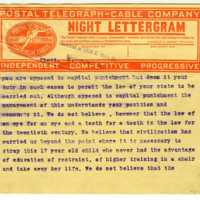 POSTAL TELEGRAPH-CABLE COMPANY
NIGHT LETTERGRAM
INDEPENDENT COMPETITIVE PROGRESSIVE
you are opposed to capital punishment but deem it your
duty in such cases to permit the law of your state to be
carried out. Although opposed to capital punishment the
management of this understands your position and
commends it. We do not believe, however that the law of
an eye for an eye and a tooth for a tooth is the law for
the twentieth century. We believe that civilization has
carried us beyond the point where it is necessary to
strap this 17 year old child who never had the advantage
of education of restraint, of higher training in a chair
and take away her life. We do not believe that the